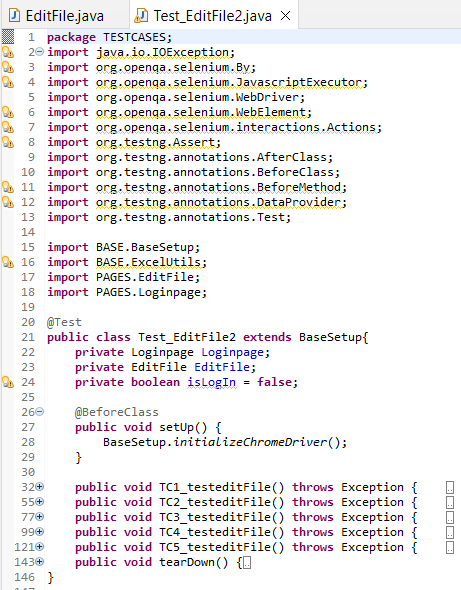 EditFile.java Test_EditFile2.java
1 package TESTCASES;
2 import java.io.IOException;
3 import org.openqa.selenium.By;
4 import org.openqa.selenium.JavascriptExecutor;
5 import org.openqa.selenium.WebDriver;
6 import org.openqa.selenium.WebElement;
7 import org.openqa.selenium.interactions.Actions;
8 import org.testng.Assert;
9 import org.testng.annotations.AfterClass;
10 import org.testng.annotations.BeforeClass;
11 import org.testng.annotations.BeforeMethod;
12 import org.testng.annotations.DataProvider;
13 import org.testng.annotations.Test;
14
15 import BASE.BaseSetup;
16 import BASE.ExcelUtils;
17 import PAGES.EditFile;
18 import PAGES.Loginpage;
19
20 @Test
21 public class Test_EditFile2 extends BaseSetup{
22 private Loginpage Loginpage;
23 private EditFile EditFile;
24 private boolean isLogIn = false;
25
26 @BeforeClass
27 public void setUp() {
28 BaseSetup.initializeChromeDriver();
29 }
30
32 public void TC1_testeditFile() throws Exception {
55 public void TC2_testeditFile() throws Exception {
77 public void TC3_testeditFile() throws Exception {
99 public void TC4_testeditFile() throws Exception {
121 public void TC5_testeditFile() throws Exception {
143 public void tearDown() {
146 }